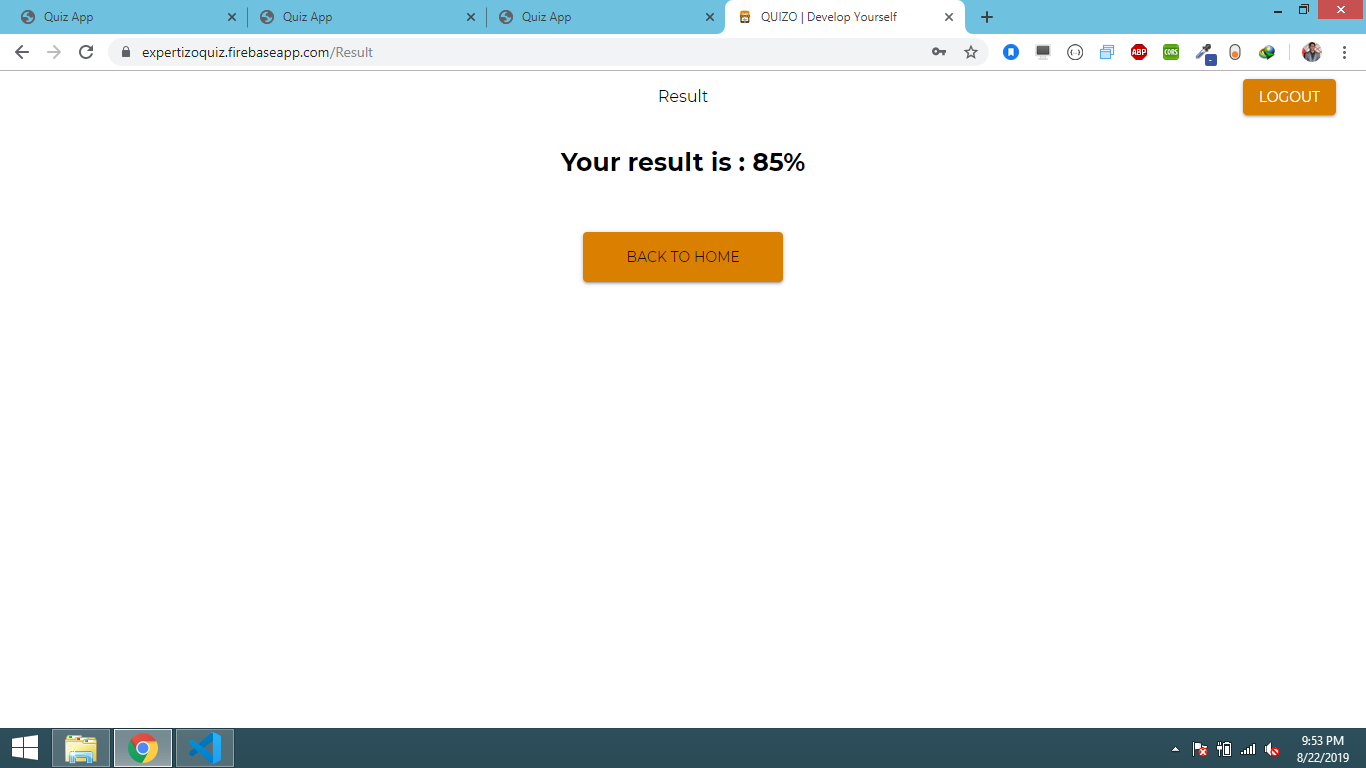 Quiz App
Quiz App
Quiz App
QUIZO | Develop Yourself
expertizoquiz.firebaseapp.com/Result
ABP
CORS
Result
LOGOUT
Your result is : 85%
BACK TO HOME
9:53 PM
8/22/2019